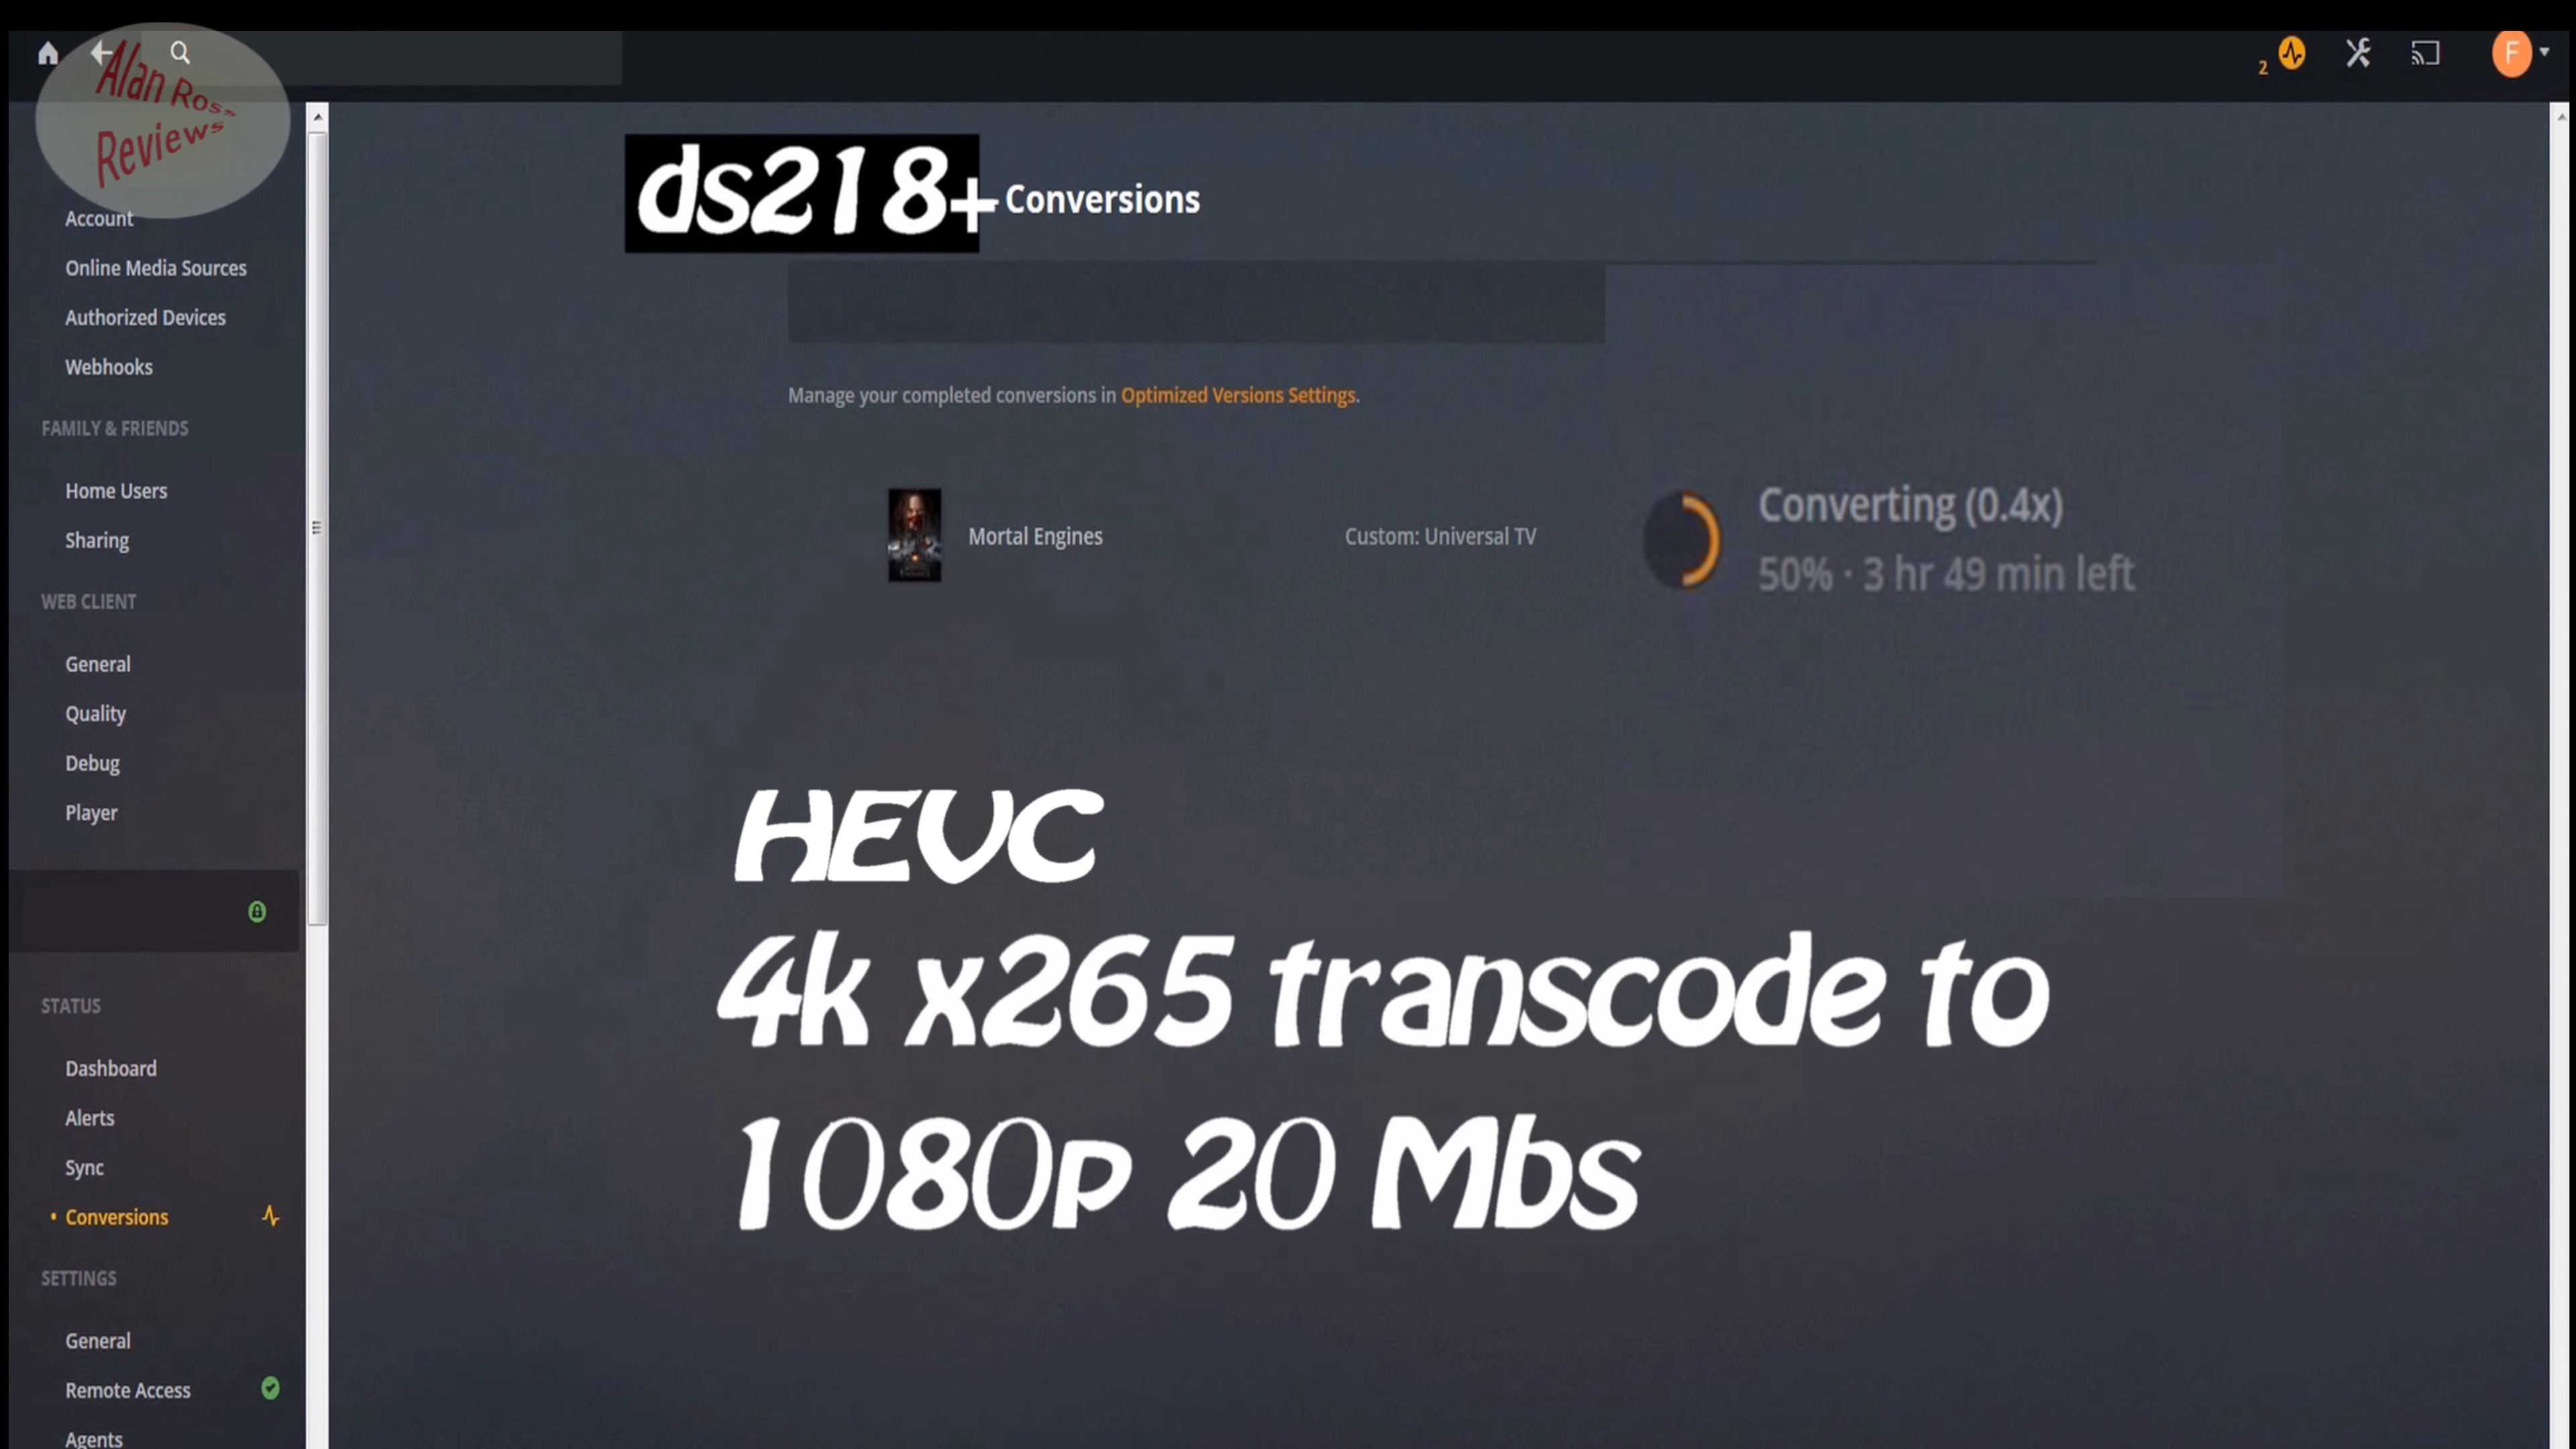 Alan Ross
Reviews
2
F
Account
Online Media Sources
Authorized Devices
Webhooks
FAMILY & FRIENDS
Home Users
Sharing
WEB CLIENT
General
Quality
Debug
Player
STATUS
Dashboard
Alerts
Sync
• Conversions
SETTINGS
General
Remote Access
Agents
ds218+ Conversions
Manage your completed conversions in Optimized Versions Settings.
Mortal Engines
Custom: Universal TV
Converting (0.4x)
50% · 3 hr 49 min left
HEVC
4k x265 transcode to
1080p 20 Mbs